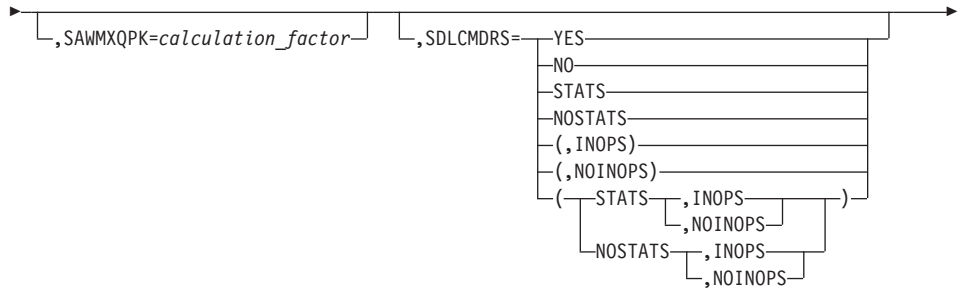 ,SAWMXQPK=calculation_factor ,SDLCMDRS= YES
NO
STATS
NOSTATS
(,INOPS)
(,NOINOPS)
( STATS ,INOPS )
,NOINOPS
NOSTATS ,INOPS
,NOINOPS